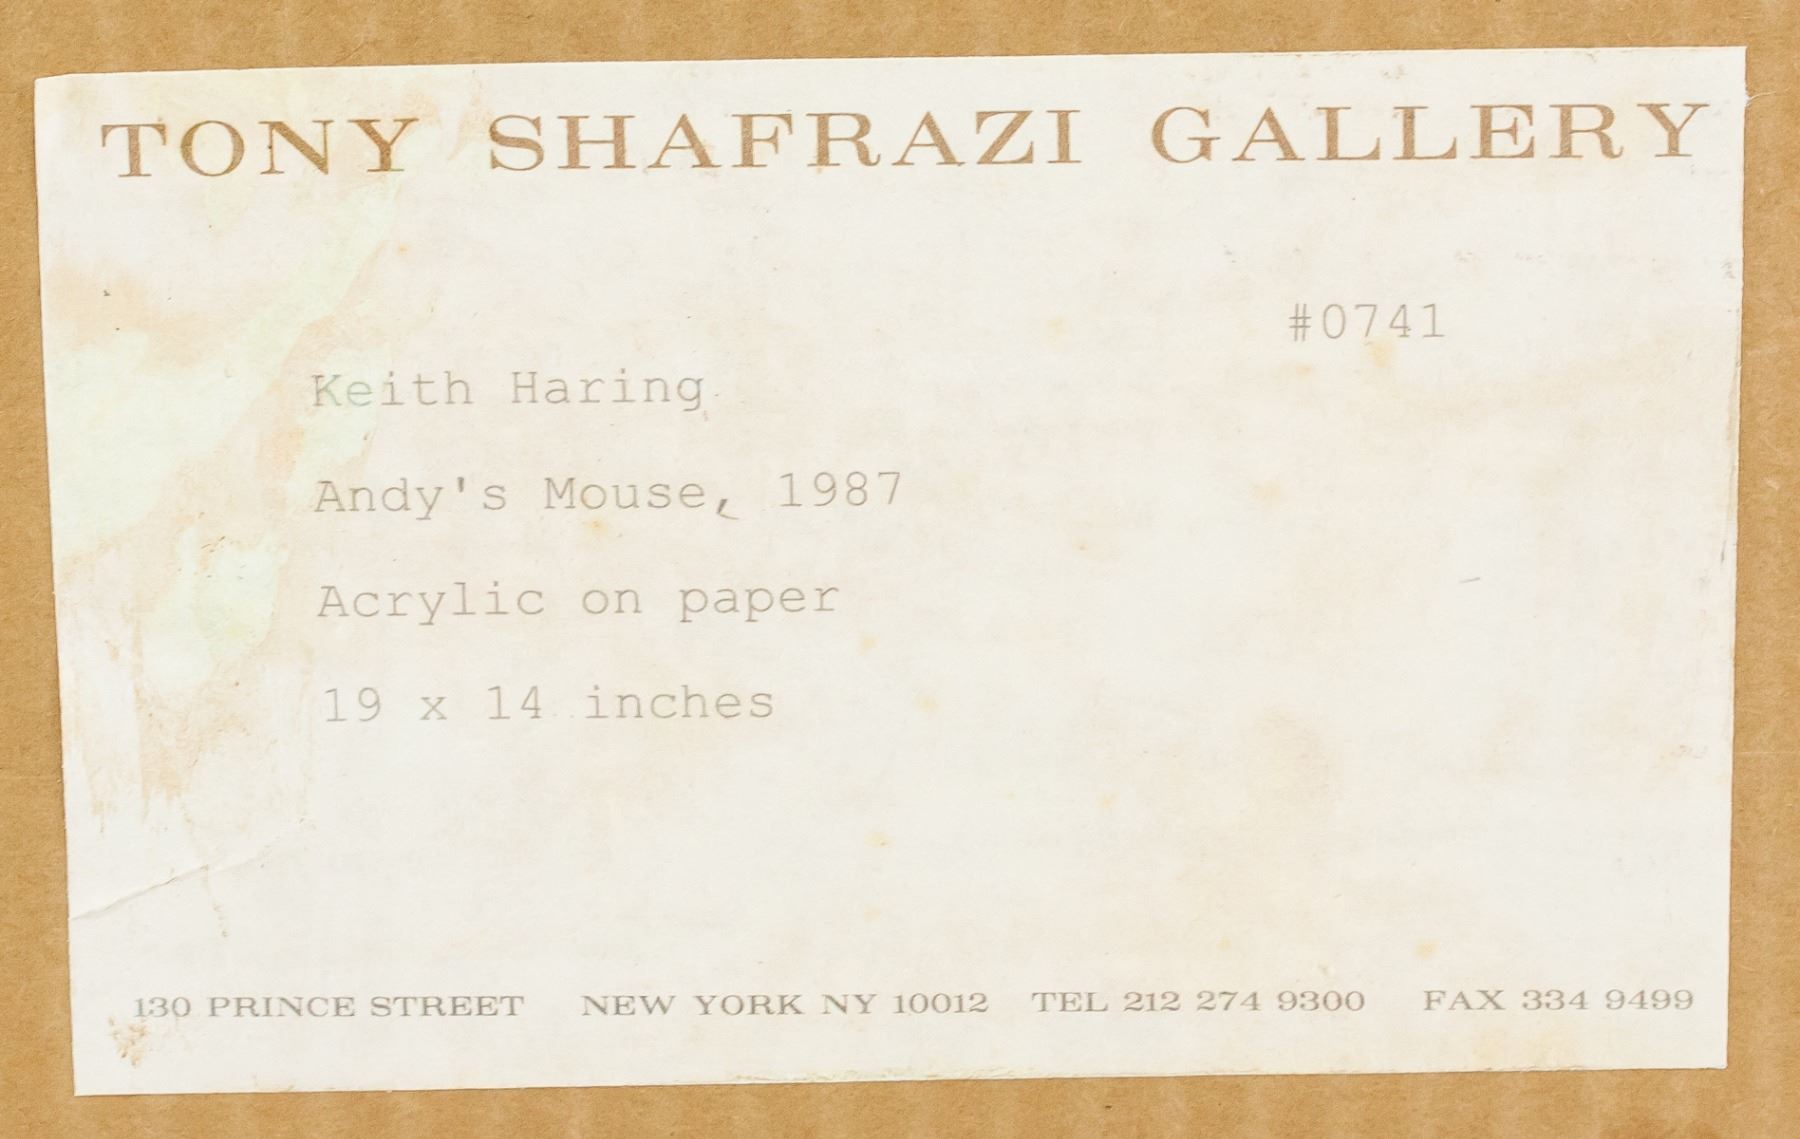 TONY SHAFRAZI GALLERY
#0741
Keith Haring
Andy's Mouse, 1987
Acrylic on paper
19 x 14 inches
130 PRINCE STREET NEW YORK NY 10012 TEL 212 274 9300 FAX 334 9499